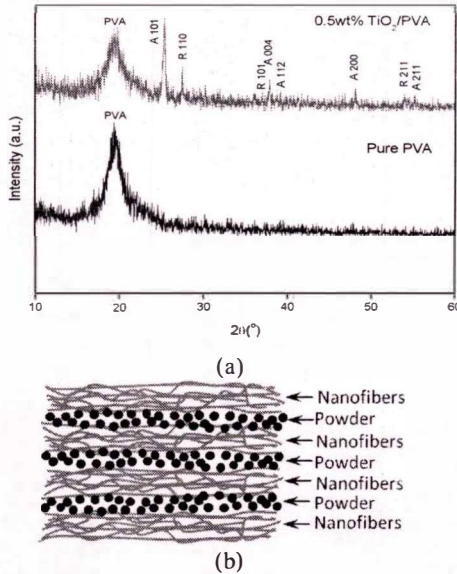 0.5wt% TiO2/PVA
PVA
A 101
R 110
R 101
A 004
A 112
A 200
R 211
A 211
Pure PVA
PVA
Intensity (a.u.)
10 20 30 40 50 60
2θ(°)
(a)
Nanofibers
Powder
Nanofibers
Powder
Nanofibers
Powder
Nanofibers
(b)